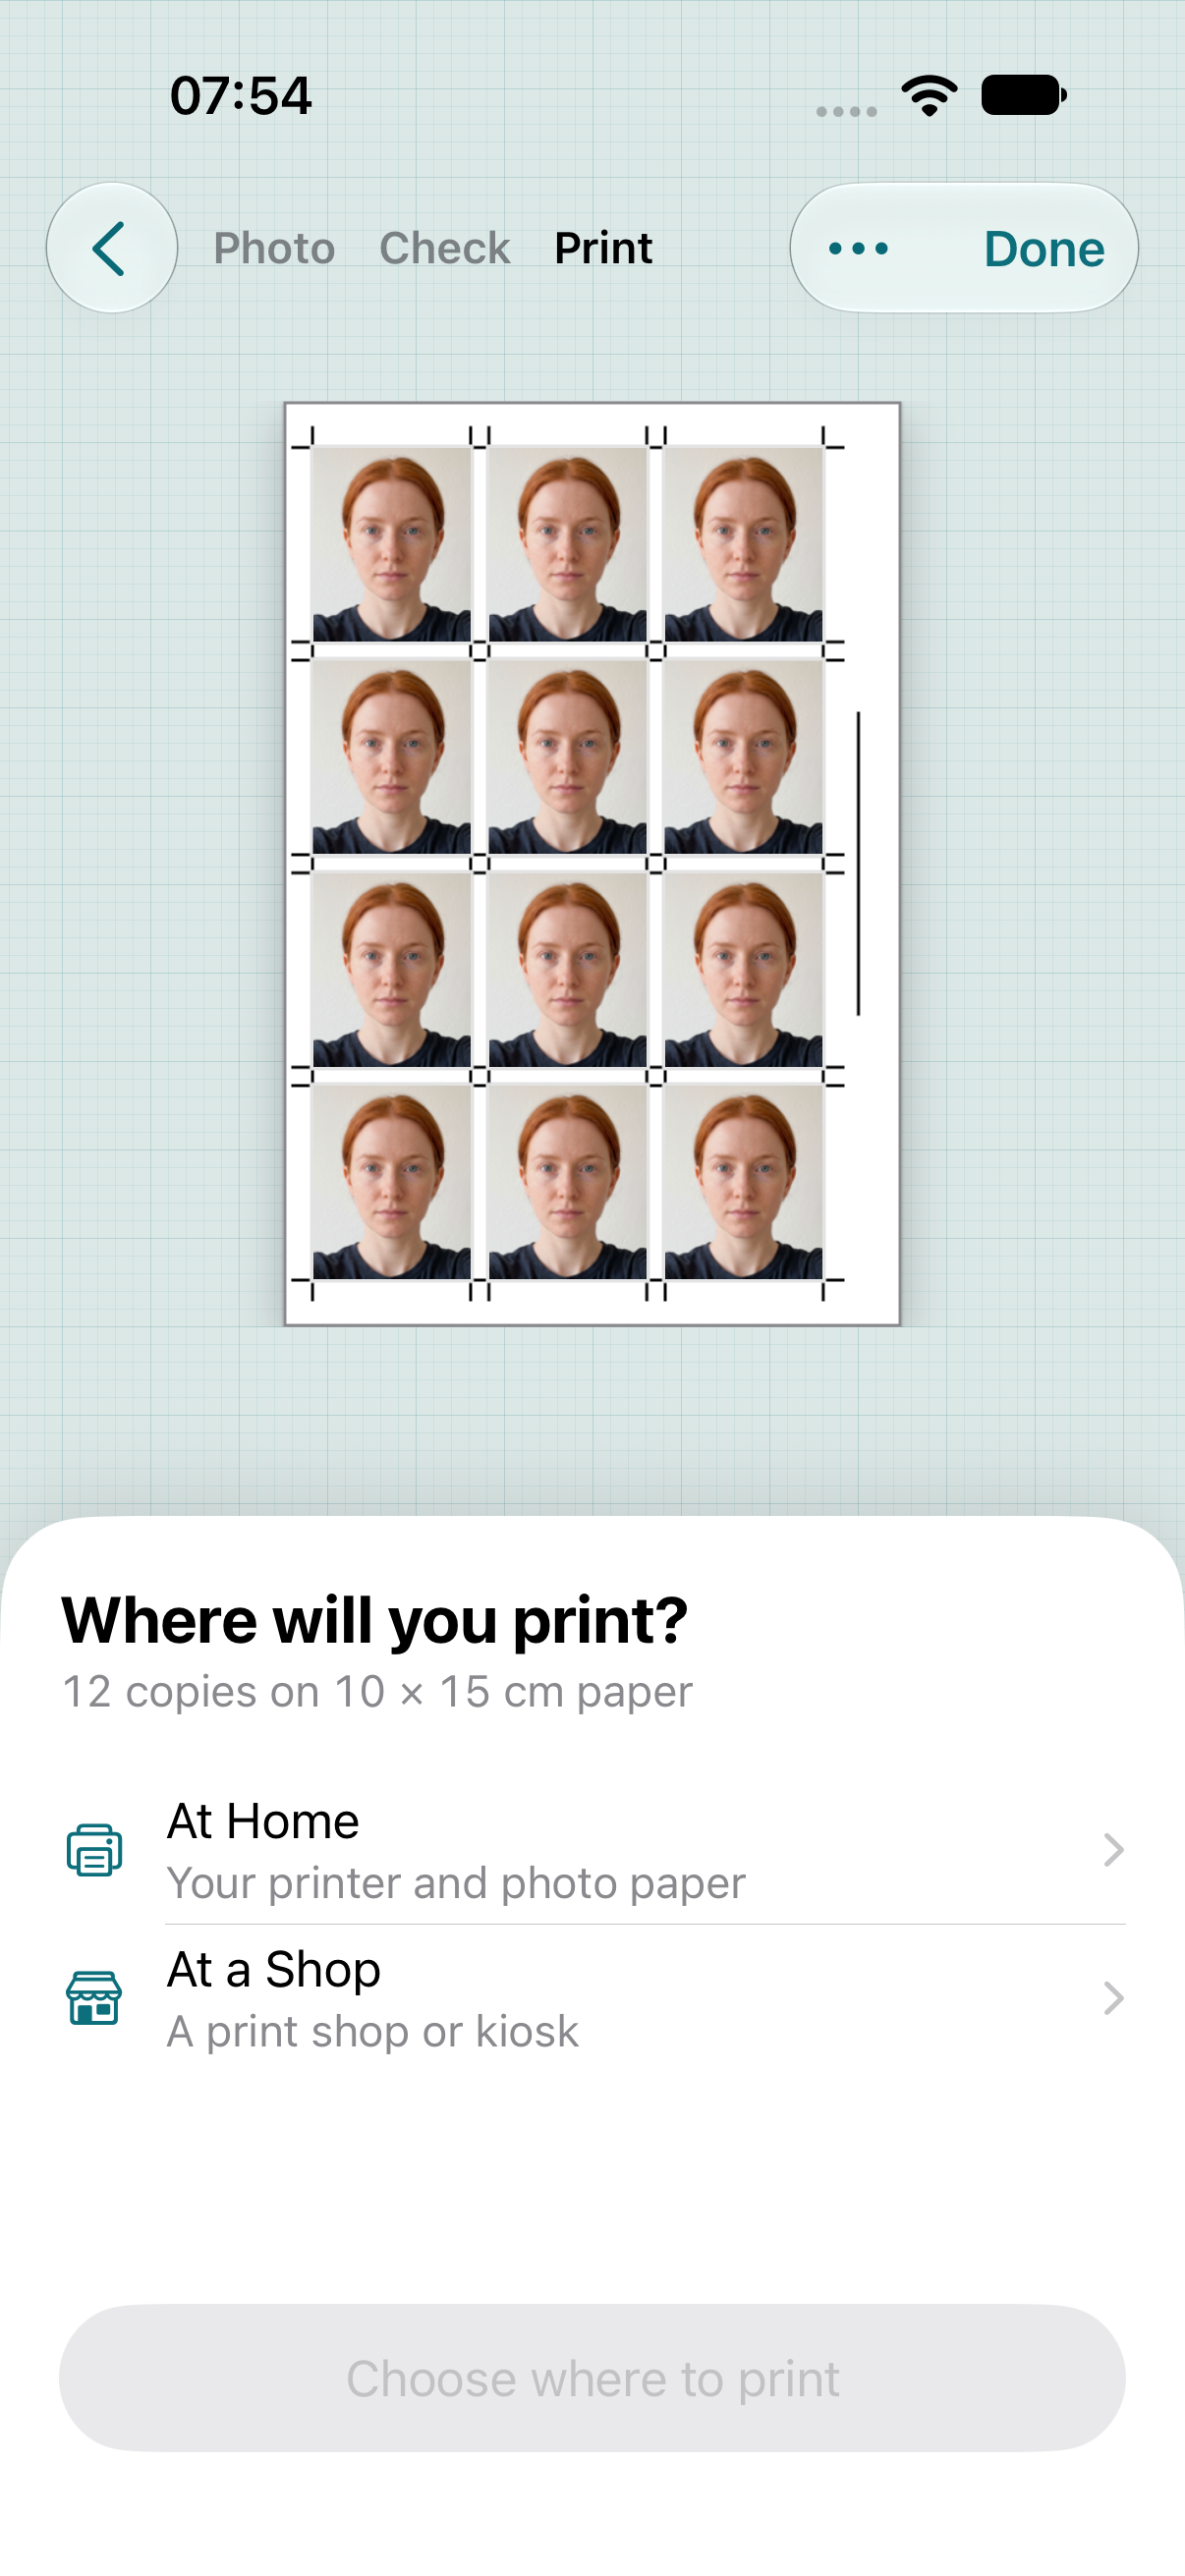 07:54
Photo Check Print
Done
Where will you print?
12 copies on 10 × 15 cm paper
At Home
Your printer and photo paper
At a Shop
A print shop or kiosk
Choose where to print